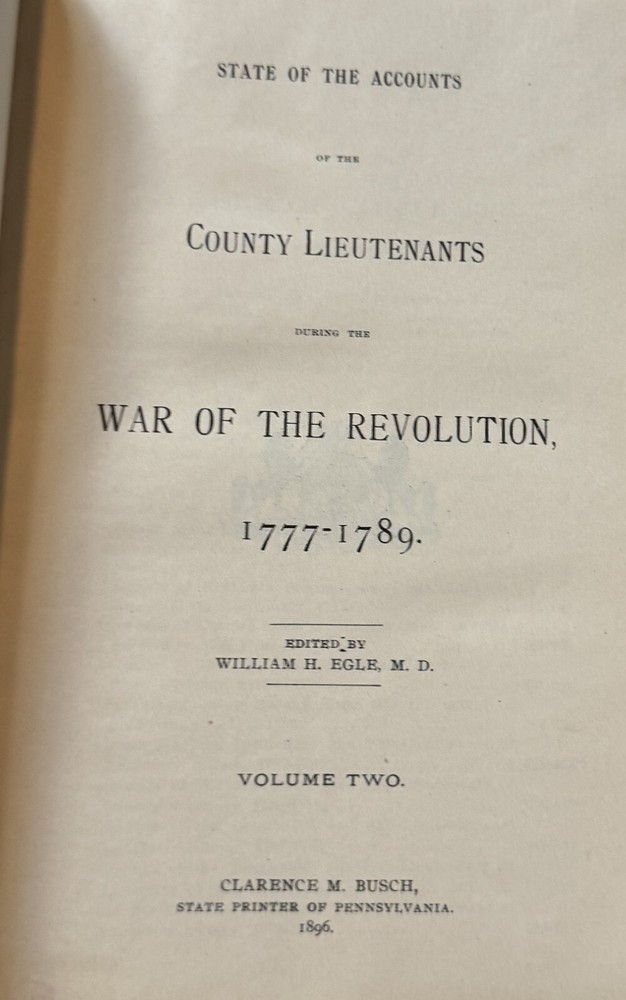 STATE OF THE ACCOUNTS
OF THE
COUNTY LIEUTENANTS
DURING THE
WAR OF THE REVOLUTION,
1777-1789.
EDITED BY
WILLIAM H. EGLE, M. D.
VOLUME TWO.
CLARENCE M. BUSCH,
STATE PRINTER OF PENNSYLVANIA.
1896.